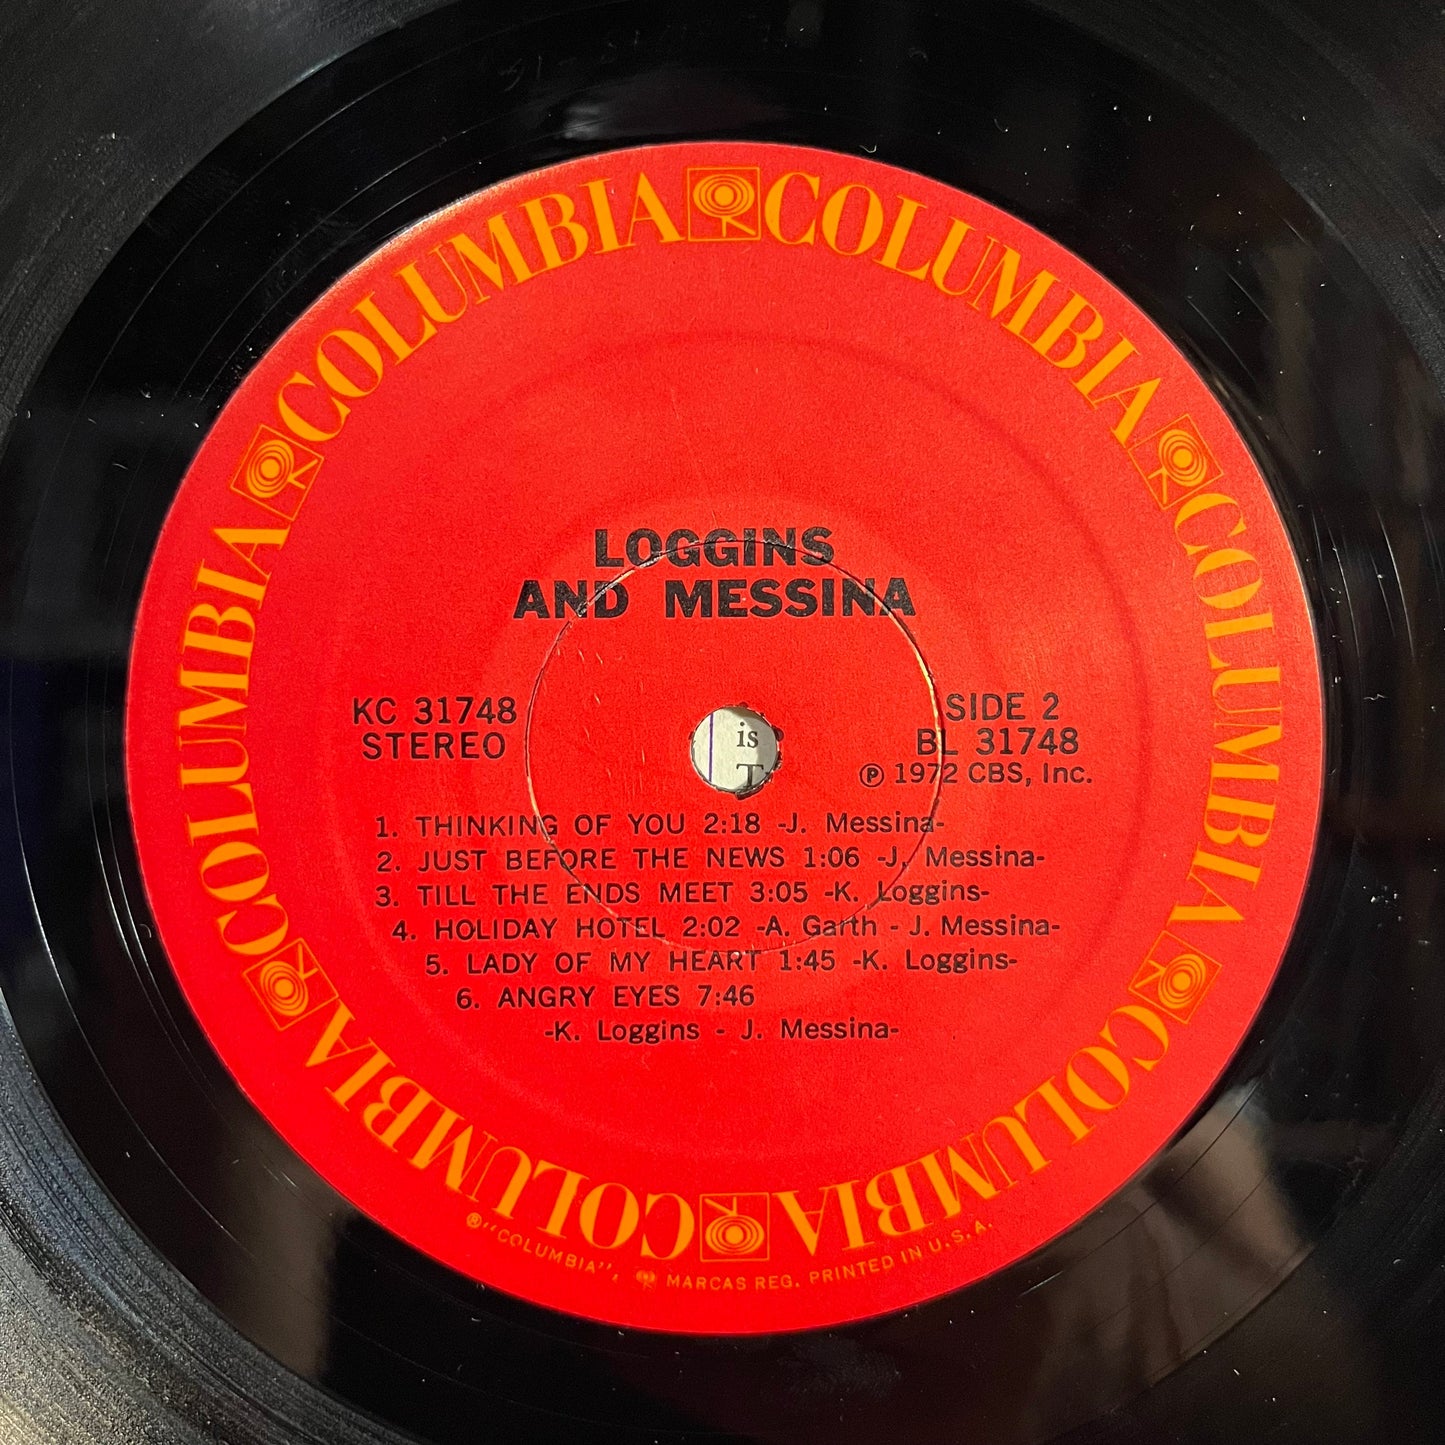 COLUMBIA COLUMBIA COLUMBIA COLUMBIA COLUMBIA COLUMBIA
LOGGINS
AND MESSINA
KC 31748
STEREO
SIDE 2
BL 31748
Ⓟ 1972 CBS, Inc.
is
T
1. THINKING OF YOU 2:18 -J. Messina-
2. JUST BEFORE THE NEWS 1:06 -J. Messina-
3. TILL THE ENDS MEET 3:05 -K. Loggins-
4. HOLIDAY HOTEL 2:02 -A. Garth - J. Messina-
5. LADY OF MY HEART 1:45 -K. Loggins-
6. ANGRY EYES 7:46
-K. Loggins - J. Messina-
®"COLUMBIA", MARCAS REG. PRINTED IN U.S.A.